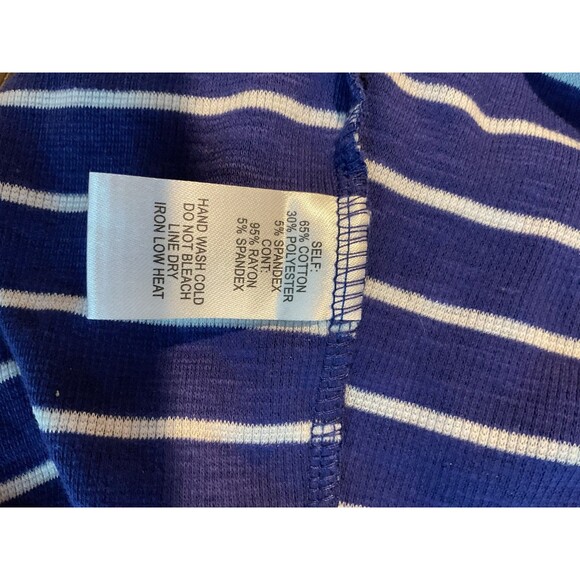 SELF:
65% COTTON
30% POLYESTER
5% SPANDEX
CONT:
95% RAYON
5% SPANDEX
HAND WASH COLD
DO NOT BLEACH
LINE DRY
IRON LOW HEAT